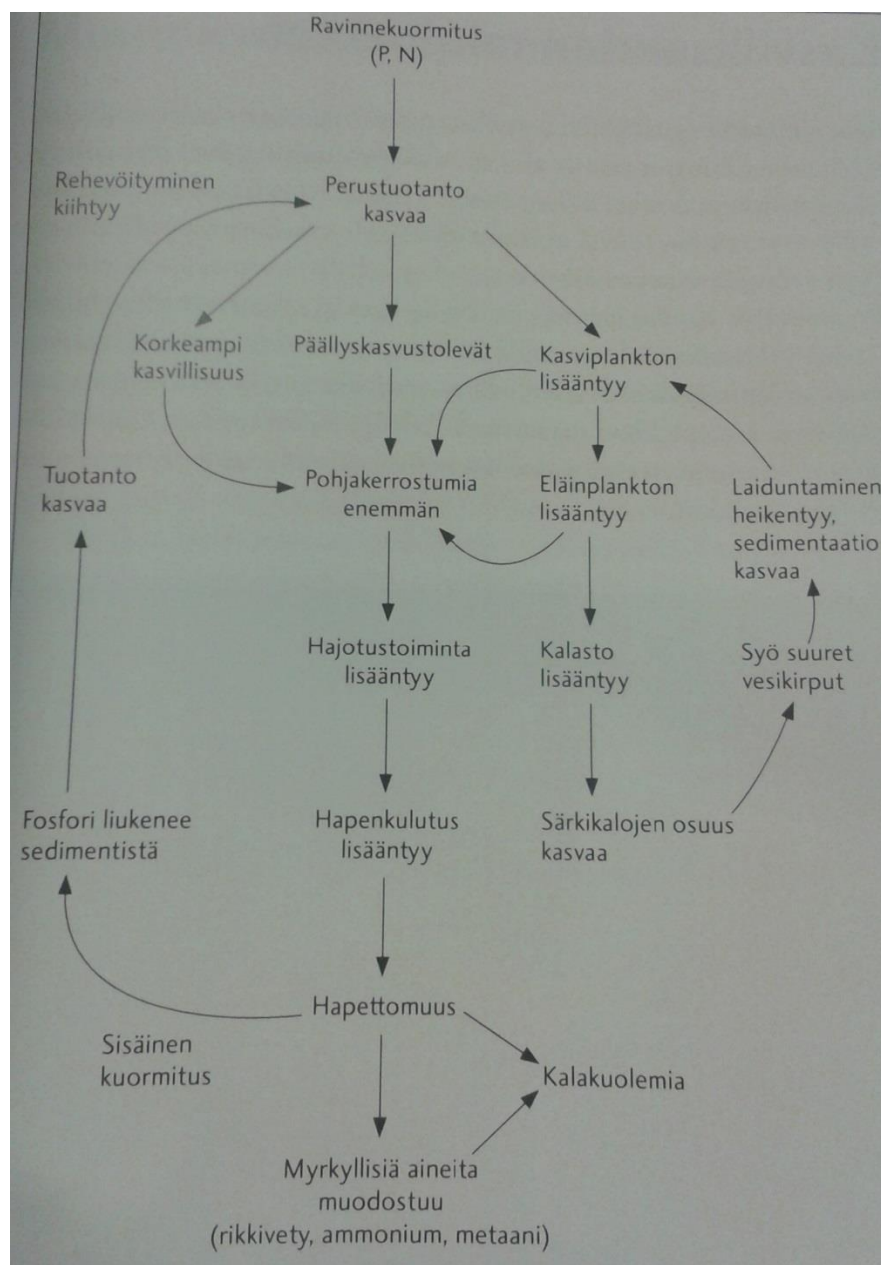 Ravinnekuormitus
(P, N)
Rehevöityminen
kiihtyy
Perustuotanto
kasvaa
Korkeampi
kasvillisuus
Päällyskasvustolevät
Kasviplankton
lisääntyy
Tuotanto
kasvaa
Pohjakerrostumia
enemmän
Eläinplankton
lisääntyy
Laiduntaminen
heikentyy,
sedimentaatio
kasvaa
Hajotustoiminta
lisääntyy
Kalasto
lisääntyy
Syö suuret
vesikirput
Fosfori liukenee
sedimentistä
Hapenkulutus
lisääntyy
Särkikalojen osuus
kasvaa
Hapettomuus
Sisäinen
kuormitus
Kalakuolemia
Myrkyllisiä aineita
muodostuu
(rikkivety, ammonium, metaani)